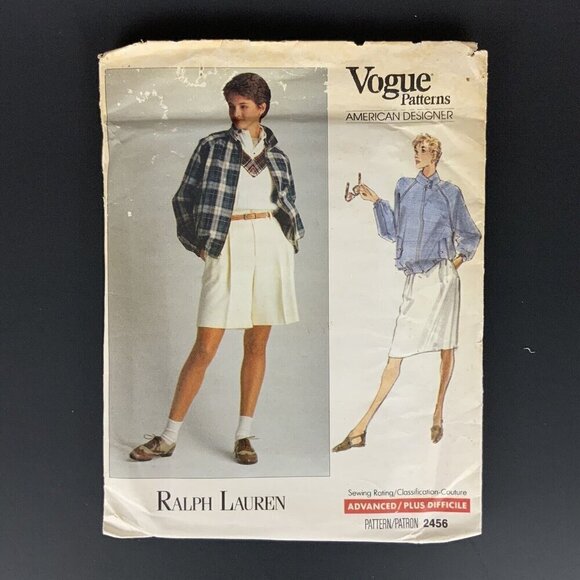 Vogue®
Patterns
AMERICAN DESIGNER
RALPH LAUREN
Sewing Rating/Classification-Couture
ADVANCED/PLUS DIFFICILE
PATTERN/PATRON 2456